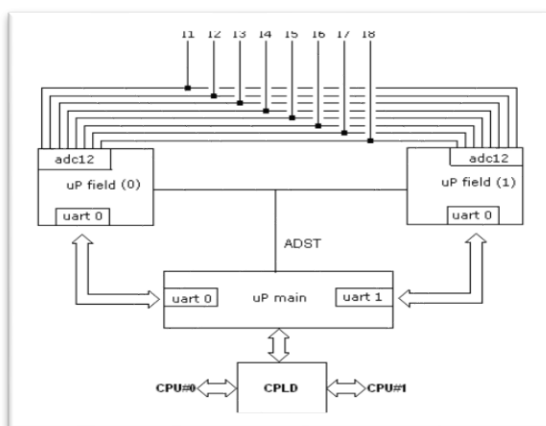 I1 I2 I3 I4 I5 I6 I7 I8
adc12 adc12
uP field (0) uP field (1)
uart 0 uart 0
ADST
uart 0 uP main uart 1
CPU#0 CPLD CPU#1